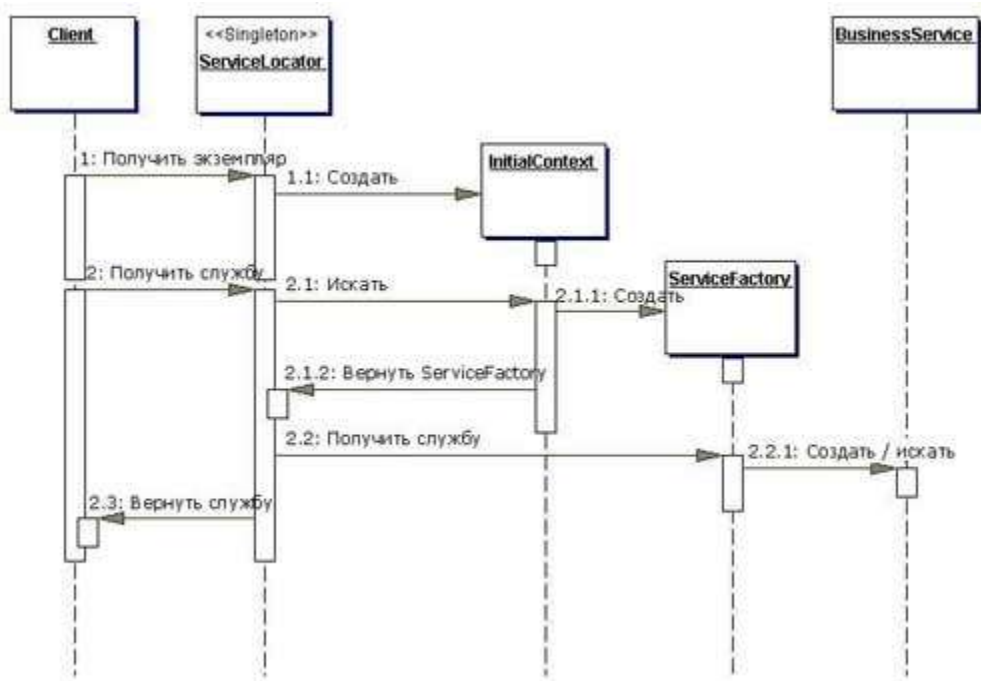 Client
<<Singleton>>
ServiceLocator
BusinessService
1: Получить экземпляр
InitialContext
1.1: Создать
2: Получить службу
2.1: Искать
ServiceFactory
2.1.1: Создать
2.1.2: Вернуть ServiceFactory
2.2: Получить службу
2.2.1: Создать / искать
2.3: Вернуть службу